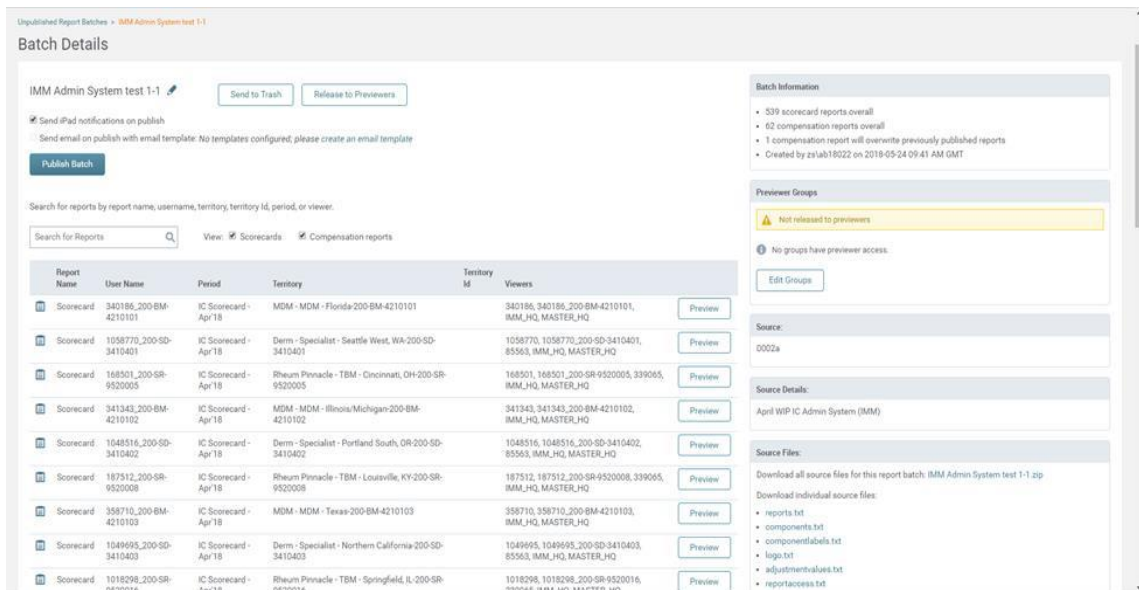 Unpublished Report Batches > IMM Admin System test 1-1
Batch Details
IMM Admin System test 1-1
Send to Trash
Release to Previewers
Send iPad notifications on publish
Send email on publish with email template: No templates configured; please create an email template
Publish Batch
Search for reports by report name, username, territory, territory Id, period, or viewer.
Search for Reports
View: Scorecards Compensation reports
Report Name User Name Period Territory Territory Id Viewers
Scorecard 340186_200-BM-4210101 IC Scorecard - Apr'18 MDM - MDM - Florida-200-BM-4210101 340186, 340186_200-BM-4210101, IMM_HQ, MASTER_HQ Preview
Scorecard 1058770_200-SD-3410401 IC Scorecard - Apr'18 Derm - Specialist - Seattle West, WA-200-SD-3410401 1058770, 1058770_200-SD-3410401, 85563, IMM_HQ, MASTER_HQ Preview
Scorecard 168501_200-SR-9520005 IC Scorecard - Apr'18 Rheum Pinnacle - TBM - Cincinnati, OH-200-SR-9520005 168501, 168501_200-SR-9520005, 339065, IMM_HQ, MASTER_HQ Preview
Scorecard 341343_200-BM-4210102 IC Scorecard - Apr'18 MDM - MDM - Illinois/Michigan-200-BM-4210102 341343, 341343_200-BM-4210102, IMM_HQ, MASTER_HQ Preview
Scorecard 1048516_200-SD-3410402 IC Scorecard - Apr'18 Derm - Specialist - Portland South, OR-200-SD-3410402 1048516, 1048516_200-SD-3410402, 85563, IMM_HQ, MASTER_HQ Preview
Scorecard 187512_200-SR-9520008 IC Scorecard - Apr'18 Rheum Pinnacle - TBM - Louisville, KY-200-SR-9520008 187512, 187512_200-SR-9520008, 339065, IMM_HQ, MASTER_HQ Preview
Scorecard 358710_200-BM-4210103 IC Scorecard - Apr'18 MDM - MDM - Texas-200-BM-4210103 358710, 358710_200-BM-4210103, IMM_HQ, MASTER_HQ Preview
Scorecard 1049695_200-SD-3410403 IC Scorecard - Apr'18 Derm - Specialist - Northern California-200-SD-3410403 1049695, 1049695_200-SD-3410403, 85563, IMM_HQ, MASTER_HQ Preview
Scorecard 1018298_200-SR- IC Scorecard - Rheum Pinnacle - TBM - Springfield, IL-200-SR- 1018298, 1018298_200-SR-9520016, Preview
Batch Information
539 scorecard reports overall
62 compensation reports overall
1 compensation report will overwrite previously published reports
Created by zs\ab18022 on 2018-05-24 09:41 AM GMT
Previewer Groups
Not released to previewers
No groups have previewer access.
Edit Groups
Source:
0002a
Source Details:
April WIP IC Admin System (IMM)
Source Files:
Download all source files for this report batch: IMM Admin System test 1-1.zip
Download individual source files:
reports.txt
components.txt
componentlabels.txt
logo.txt
adjustmentvalues.txt
reportaccess.txt